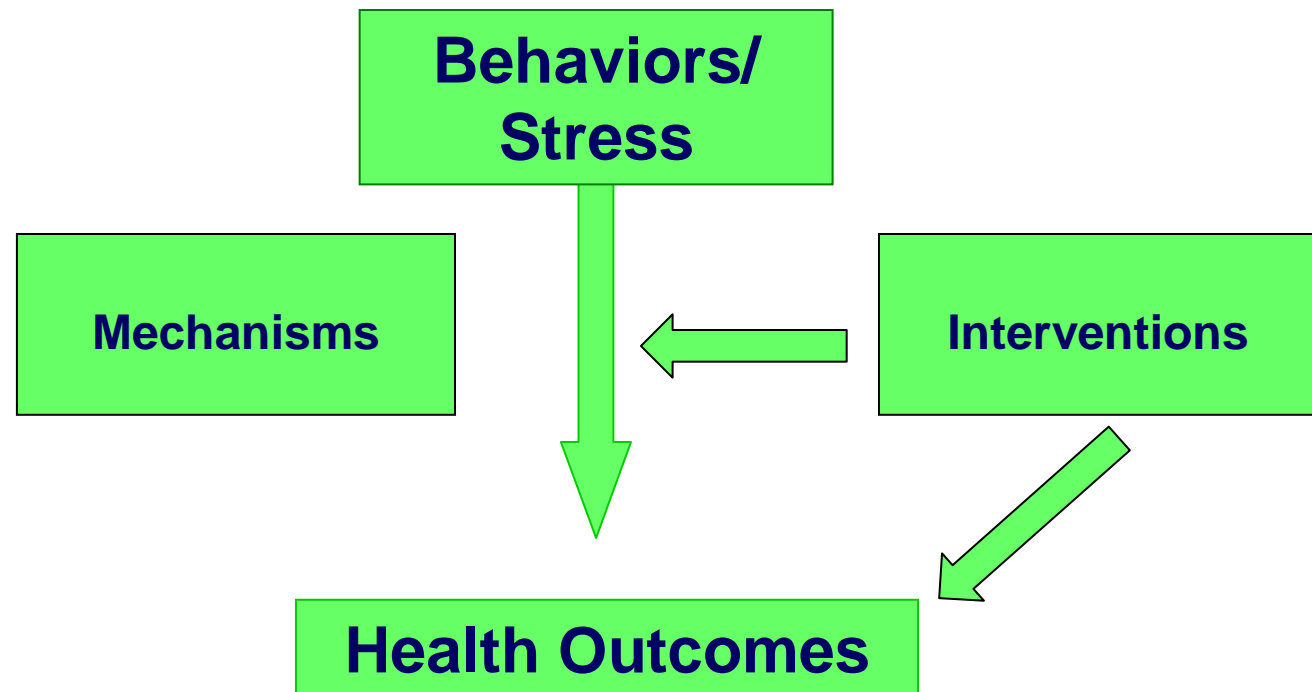 Behaviors/
Stress
Mechanisms
Interventions
Health Outcomes